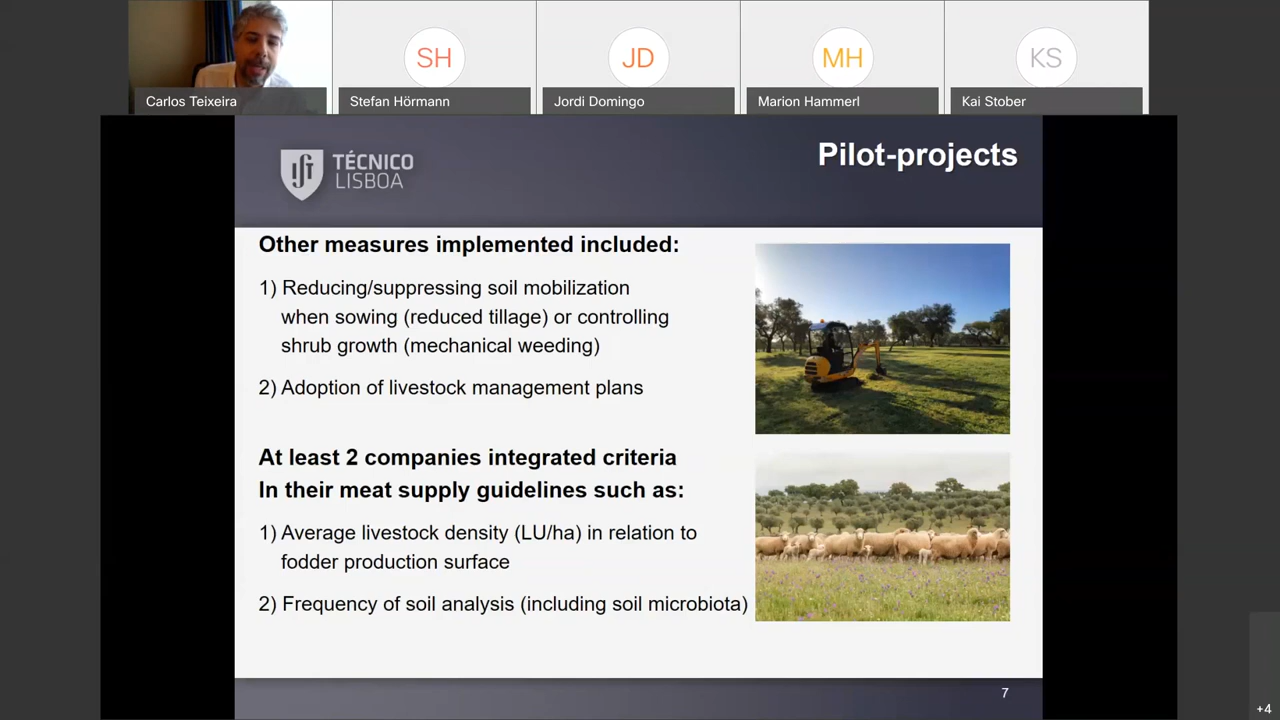 SH
JD
MH
KS
Carlos Teixeira
Stefan Hörmann
Jordi Domingo
Marion Hammerl
Kai Stober
TÉCNICO
LISBOA
Pilot-projects
Other measures implemented included:
1) Reducing/suppressing soil mobilization
when sowing (reduced tillage) or controlling
shrub growth (mechanical weeding)
2) Adoption of livestock management plans
At least 2 companies integrated criteria
In their meat supply guidelines such as:
1) Average livestock density (LU/ha) in relation to
fodder production surface
2) Frequency of soil analysis (including soil microbiota)
7
+4